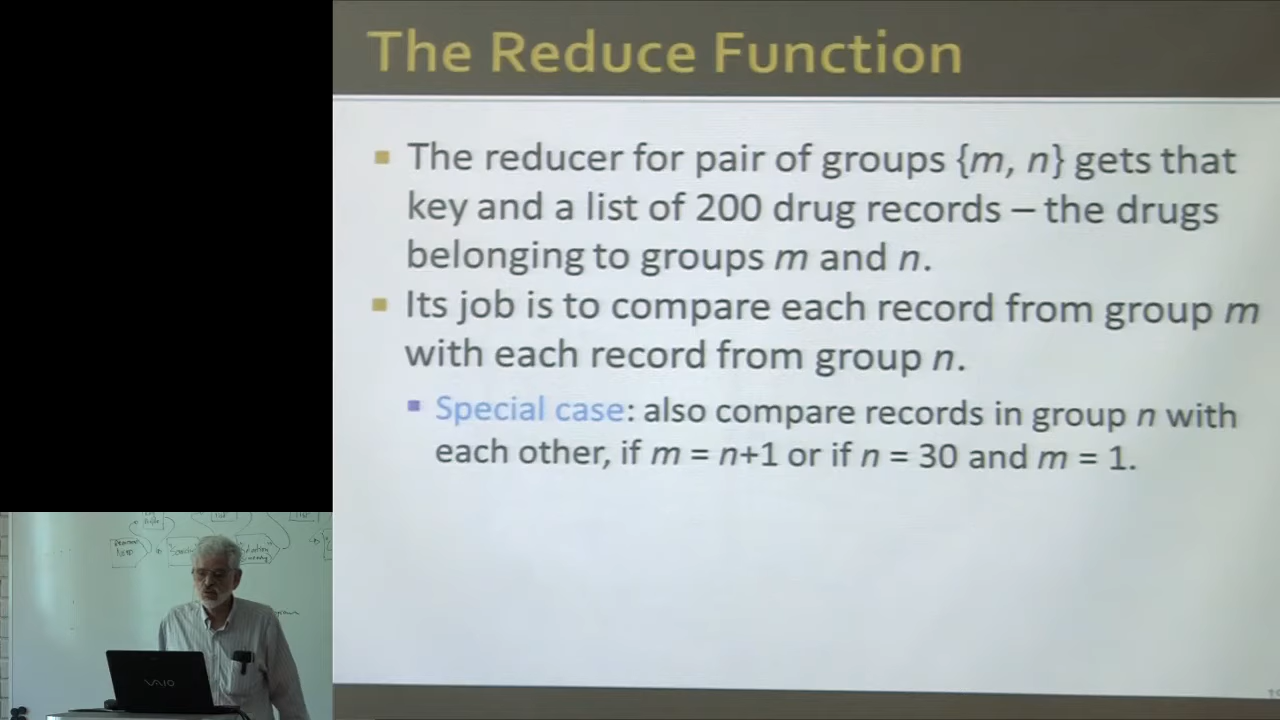 The Reduce Function
The reducer for pair of groups {m, n} gets that
key and a list of 200 drug records – the drugs
belonging to groups m and n.
Its job is to compare each record from group m
with each record from group n.
Special case: also compare records in group n with
each other, if m = n+1 or if n = 30 and m = 1.
VAIO